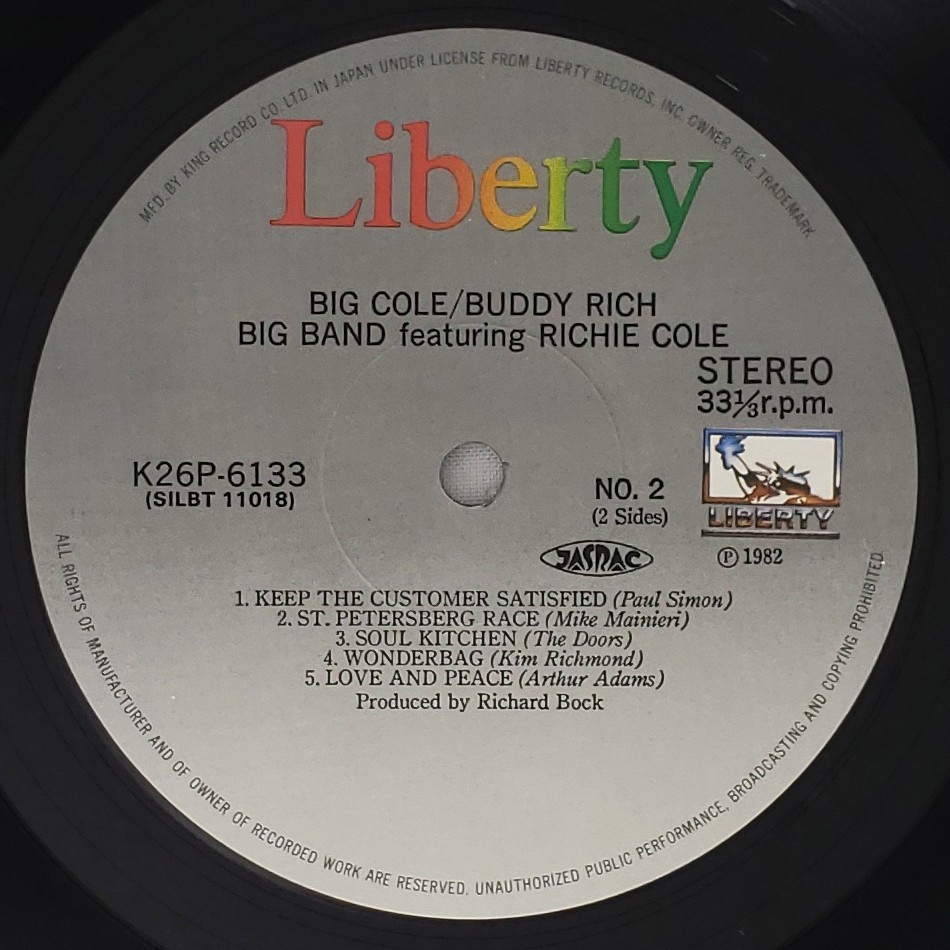 MFD. BY KING RECORD CO. LTD. IN JAPAN UNDER LICENSE FROM LIBERTY RECORDS, INC. OWNER REG. TRADEMARK
Liberty
BIG COLE/BUDDY RICH
BIG BAND featuring RICHIE COLE
STEREO
33⅓r.p.m.
K26P-6133
(SILBT 11018)
NO. 2
(2 Sides)
LIBERTY
JASRAC
Ⓟ 1982
1. KEEP THE CUSTOMER SATISFIED (Paul Simon)
2. ST. PETERSBERG RACE (Mike Mainieri)
3. SOUL KITCHEN (The Doors)
4. WONDERBAG (Kim Richmond)
5. LOVE AND PEACE (Arthur Adams)
Produced by Richard Bock
ALL RIGHTS OF MANUFACTURER AND OF OWNER OF RECORDED WORK ARE RESERVED. UNAUTHORIZED PUBLIC PERFORMANCE, BROADCASTING AND COPYING PROHIBITED.